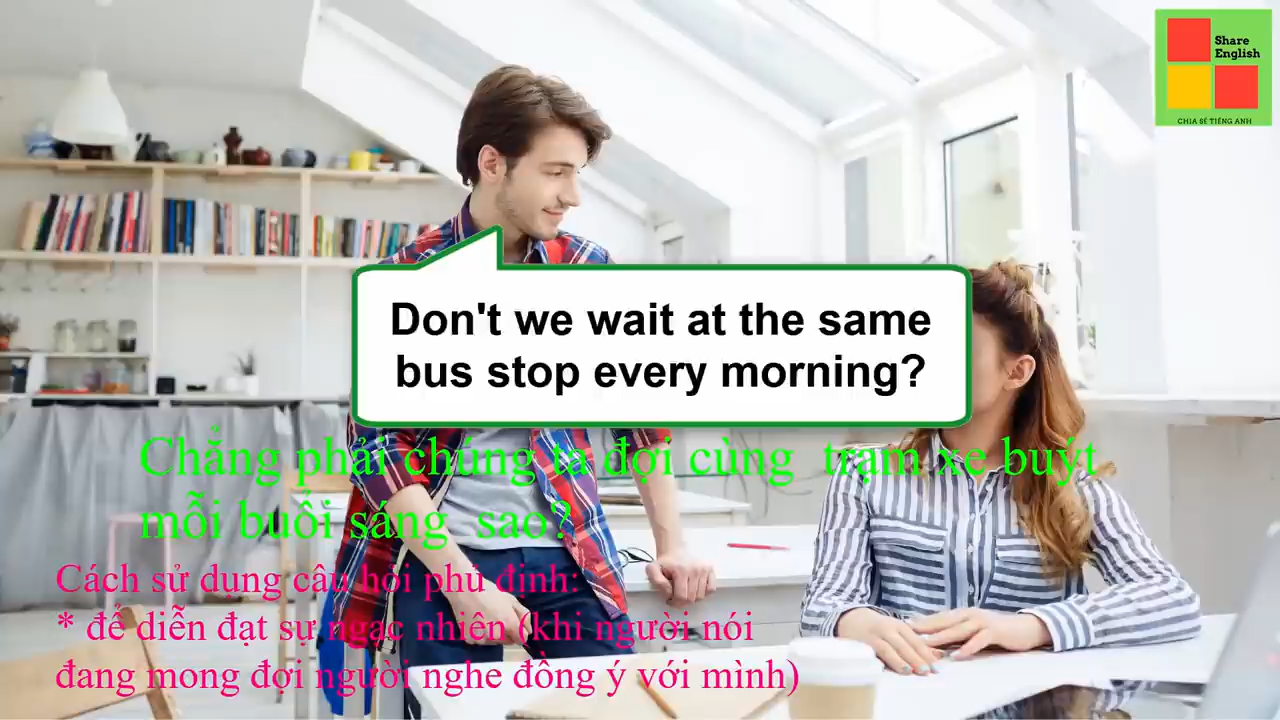 Share
English
CHIA SẺ TIẾNG ANH
Don't we wait at the same
bus stop every morning?
Chẳng phải chúng ta đợi cùng trạm xe buýt
mỗi buổi sáng sao?
Cách sử dụng câu hỏi phủ định:
* để diễn đạt sự ngạc nhiên (khi người nói
đang mong đợi người nghe đồng ý với mình)